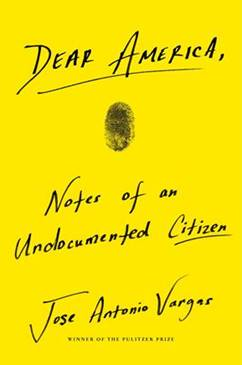 DEAR AMERICA,
Notes of an
Undocumented Citizen
Jose Antonio Vargas
WINNER OF THE PULITZER PRIZE